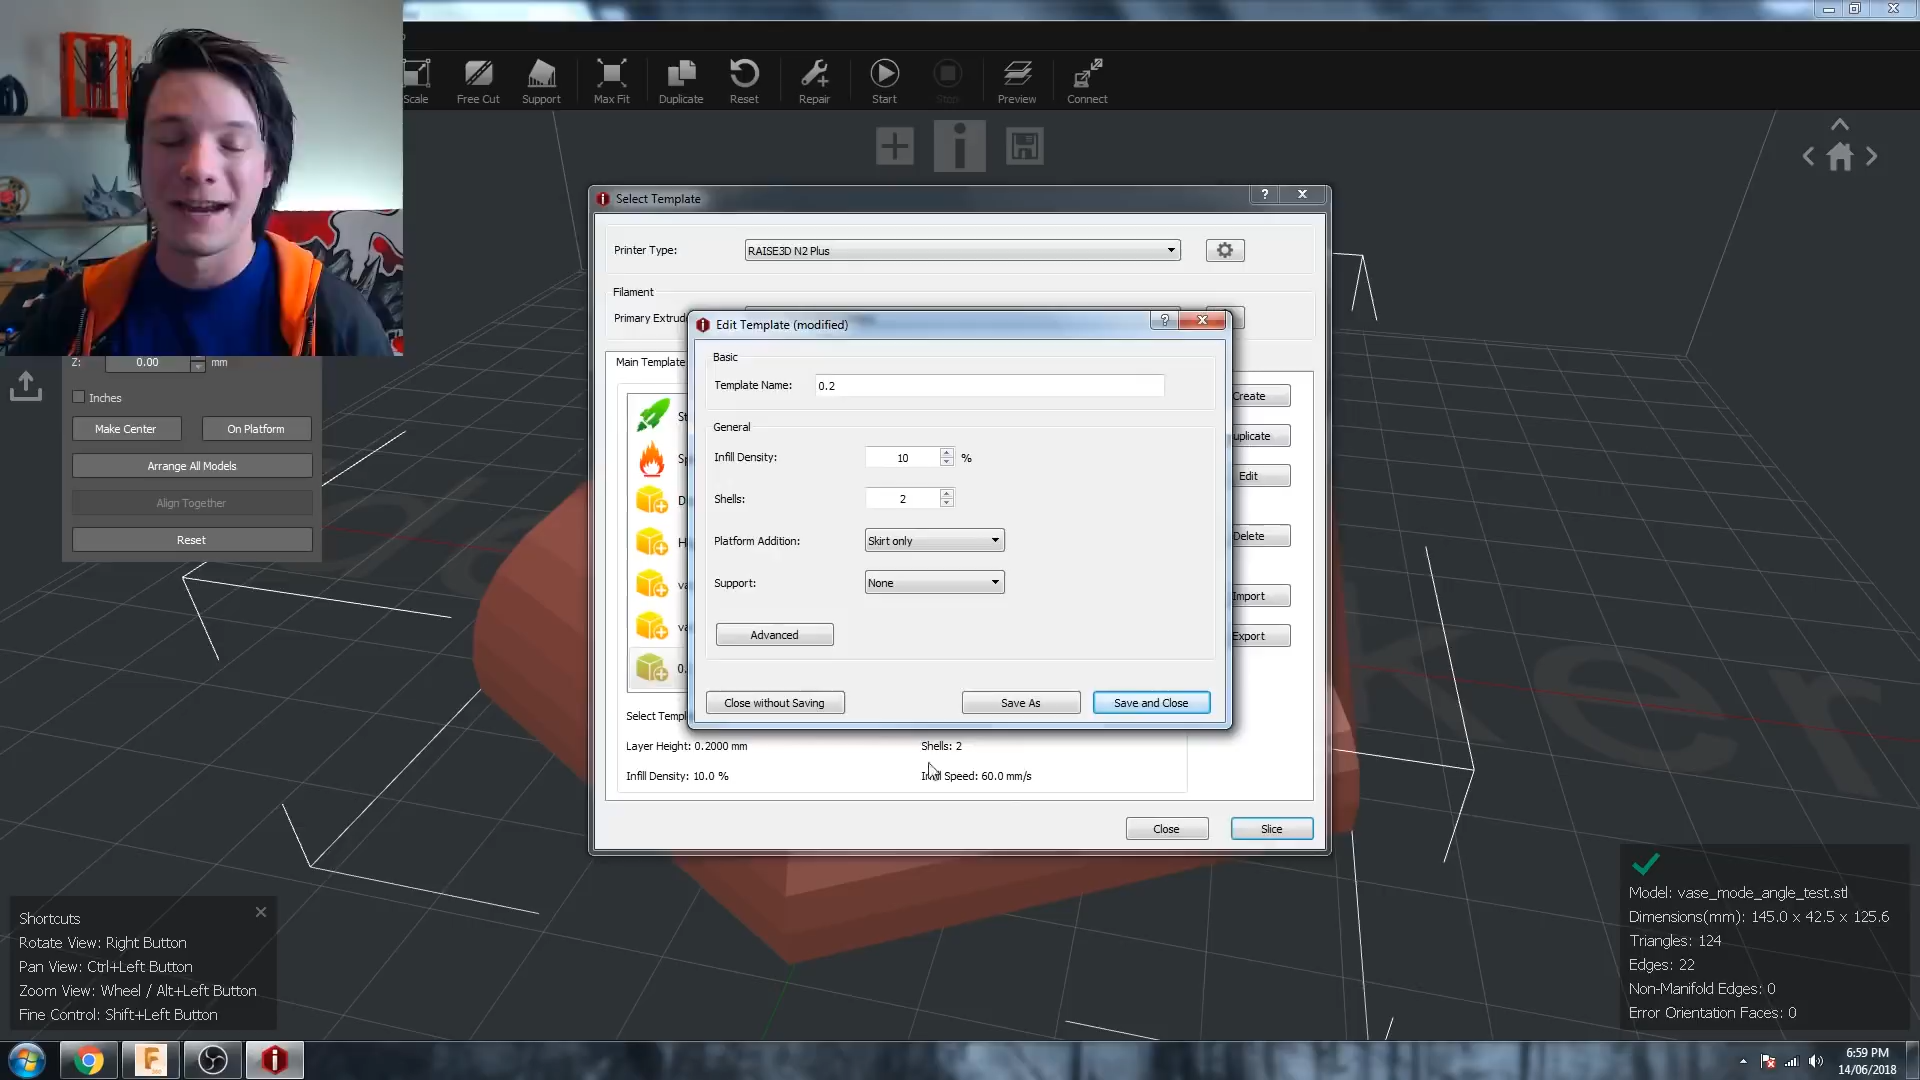 Scale
Free Cut
Support
Max Fit
Duplicate
Reset
Repair
Start
Stop
Preview
Connect
Z: 0.00 mm
Inches
Make Center
On Platform
Arrange All Models
Align Together
Reset
Select Template
Printer Type: RAISE3D N2 Plus
Filament
Primary Extrud
Main Template
Create
uplicate
Edit
Delete
Import
Export
Edit Template (modified)
Basic
Template Name: 0.2
General
Infill Density: 10 %
Shells: 2
Platform Addition: Skirt only
Support: None
Advanced
Close without Saving
Save As
Save and Close
St
Sp
D
H
va
va
0.
Select Templ
Layer Height: 0.2000 mm
Shells: 2
Infill Density: 10.0 %
Infill Speed: 60.0 mm/s
Close
Slice
Shortcuts
Rotate View: Right Button
Pan View: Ctrl+Left Button
Zoom View: Wheel / Alt+Left Button
Fine Control: Shift+Left Button
Model: vase_mode_angle_test.stl
Dimensions(mm): 145.0 x 42.5 x 125.6
Triangles: 124
Edges: 22
Non-Manifold Edges: 0
Error Orientation Faces: 0
6:59 PM
14/06/2018